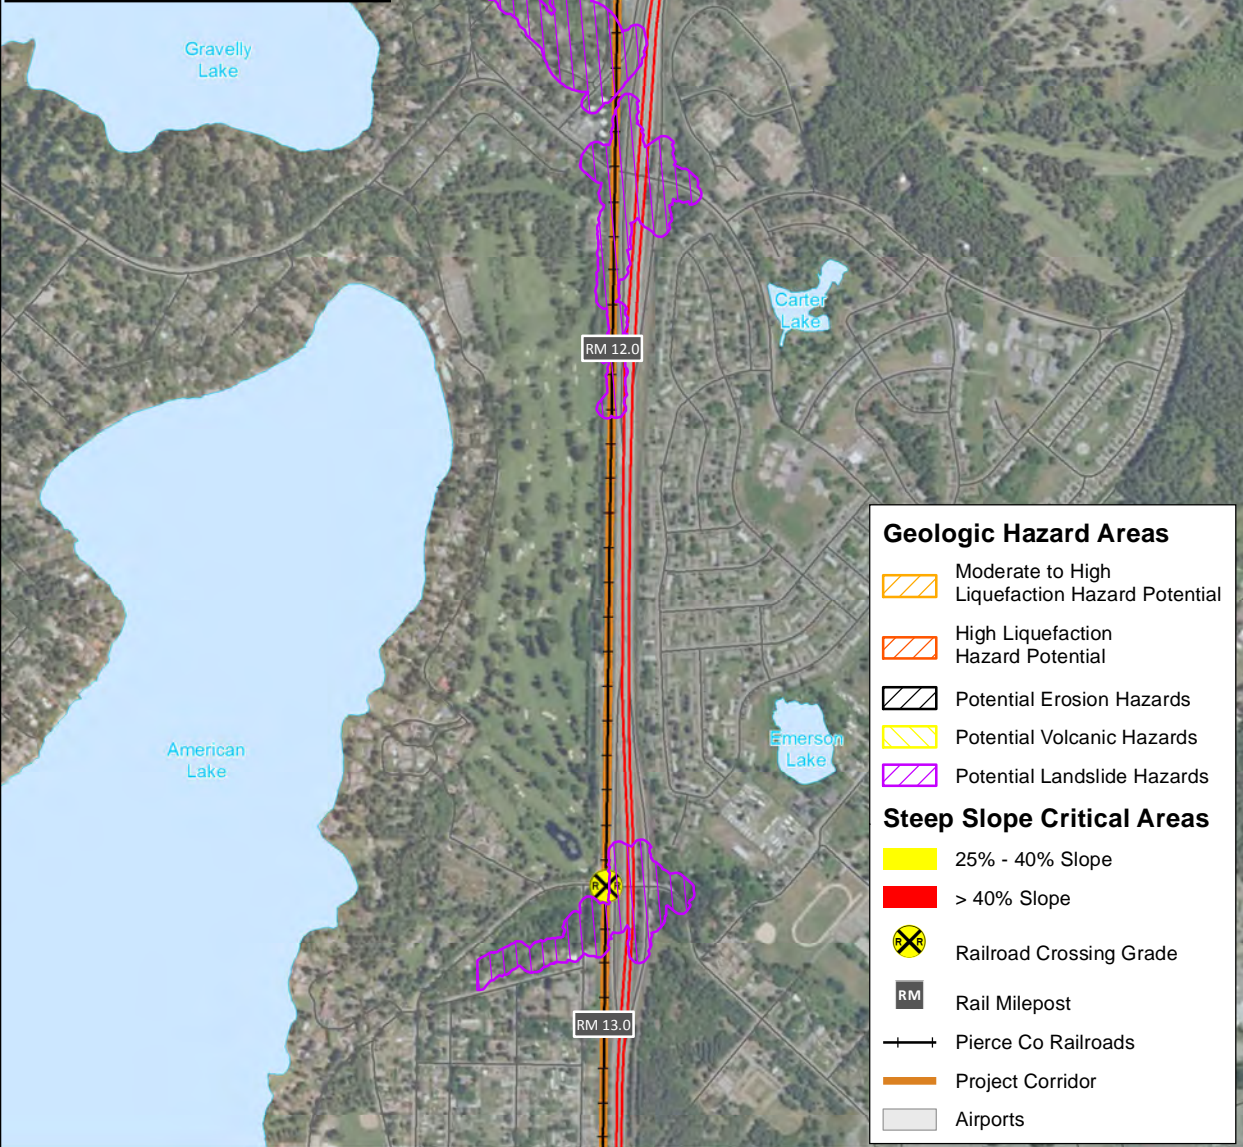 Gravelly
Lake
Carter
Lake
RM 12.0
American
Lake
Emerson
Lake
R R
RM 13.0
Geologic Hazard Areas
Moderate to High
Liquefaction Hazard Potential
High Liquefaction
Hazard Potential
Potential Erosion Hazards
Potential Volcanic Hazards
Potential Landslide Hazards
Steep Slope Critical Areas
25% - 40% Slope
> 40% Slope
R R
Railroad Crossing Grade
RM
Rail Milepost
Pierce Co Railroads
Project Corridor
Airports